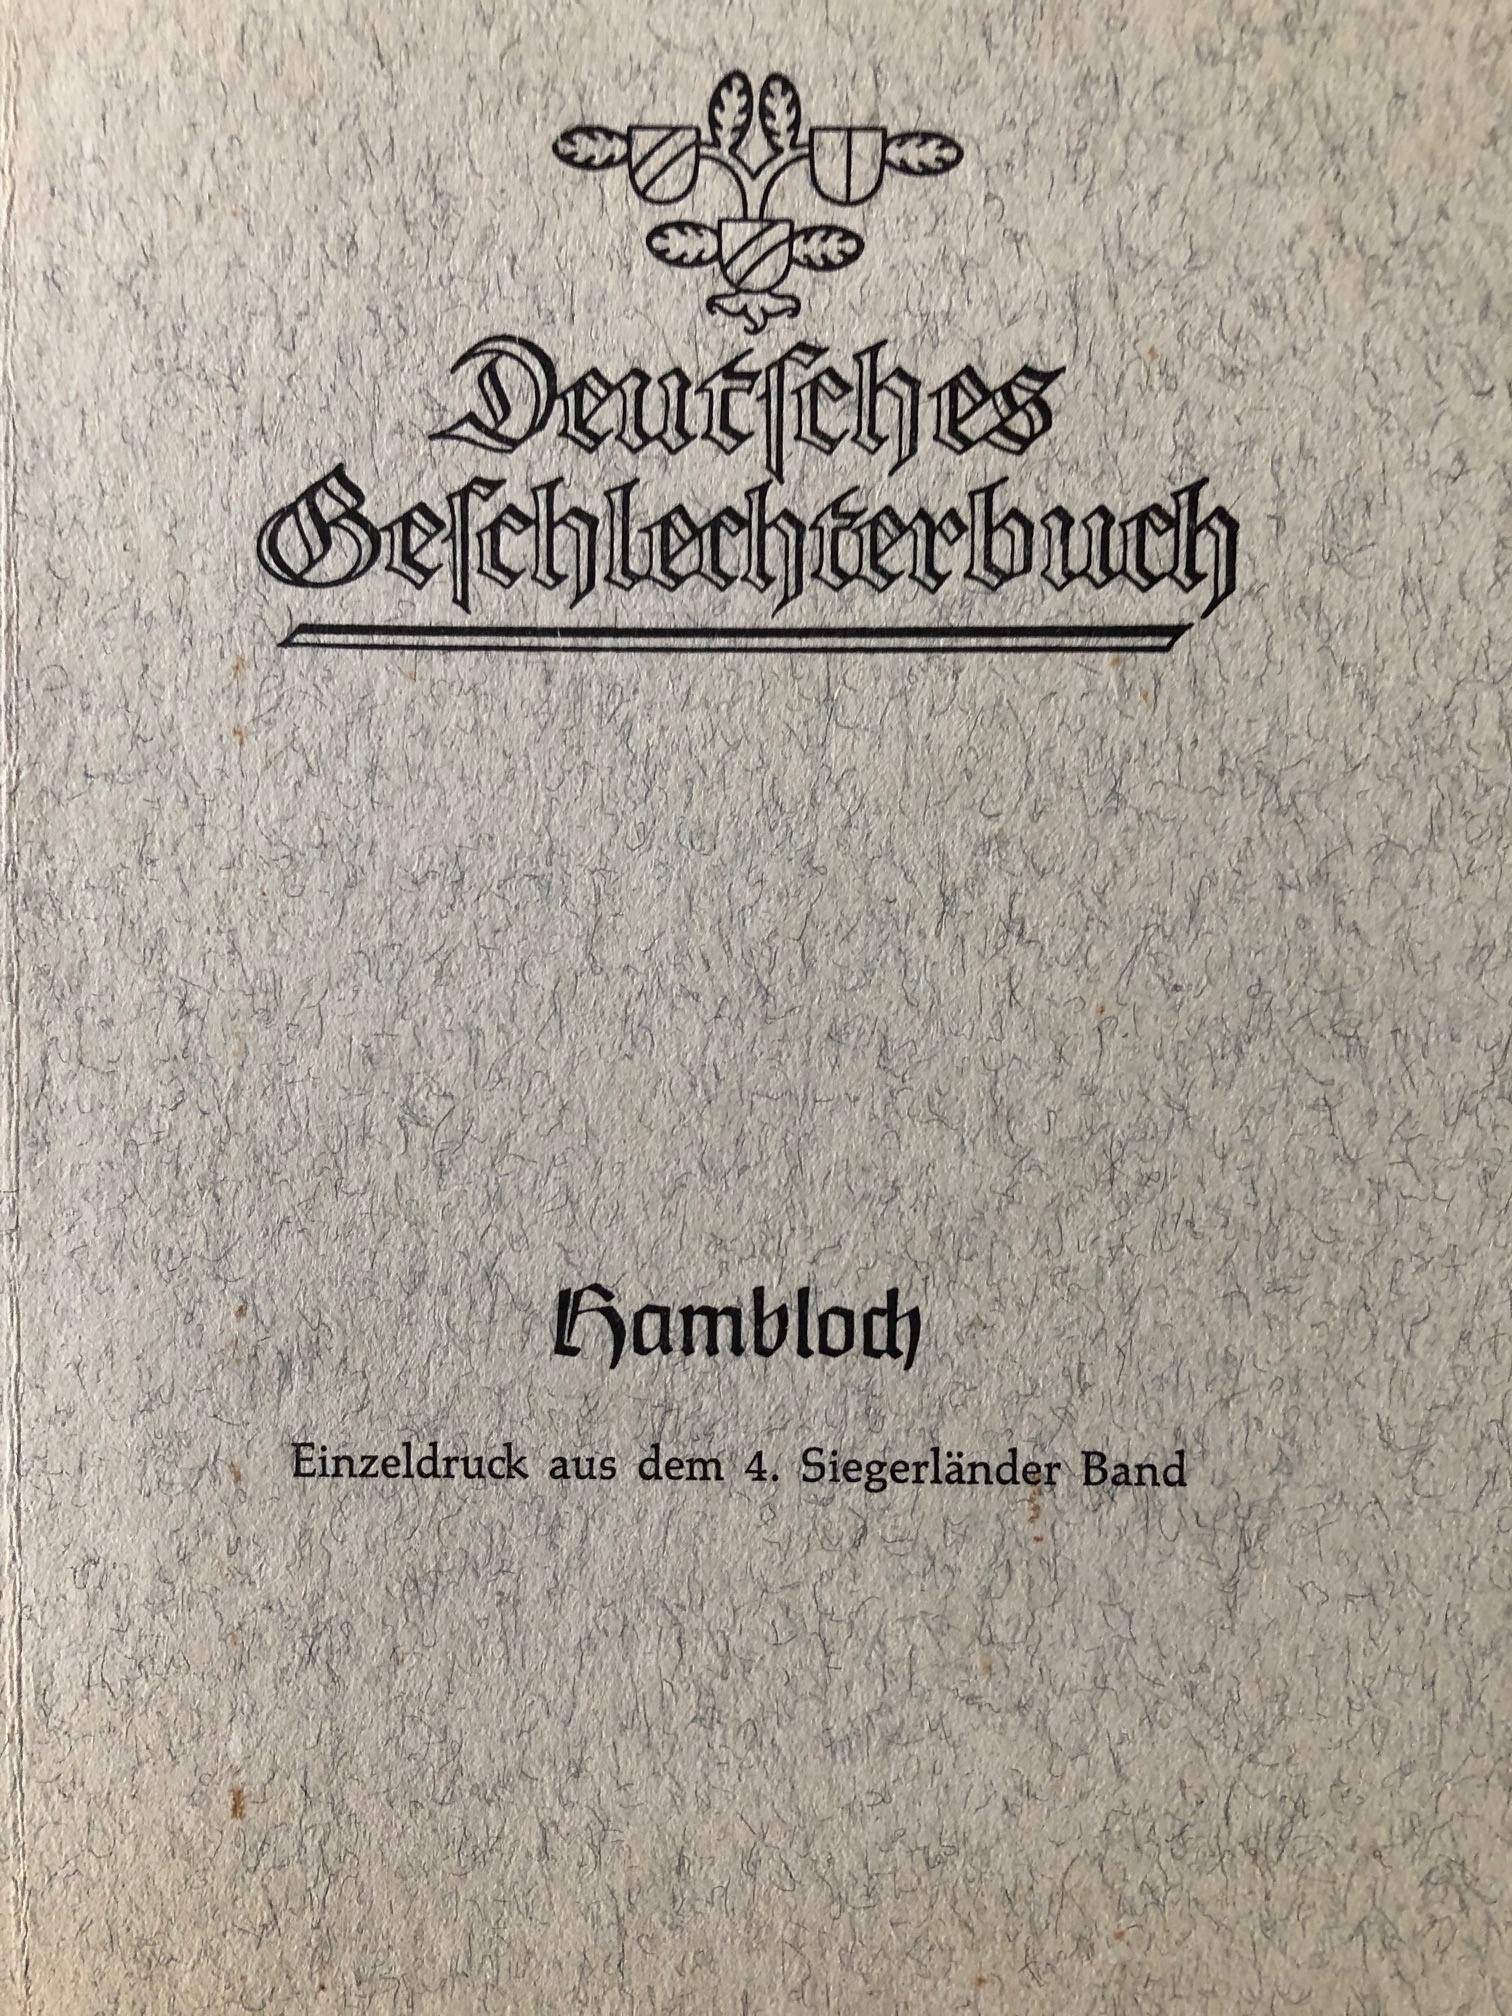 Deutſches
Geſchlechterbuch
Hambloch
Einzeldruck aus dem 4. Siegerländer Band